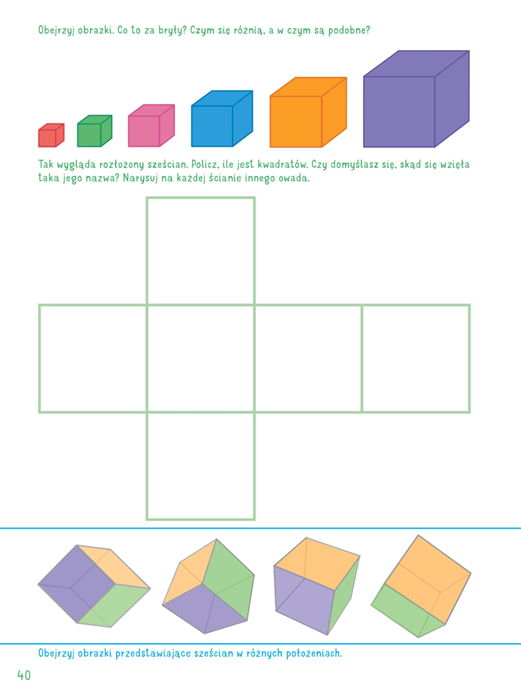 Obejrzyj obrazki. Co to za bryły? Czym się różnią, a w czym są podobne?
Tak wygląda rozłożony sześcian. Policz, ile jest kwadratów. Czy domyślasz się, skąd się wzięła
taka jego nazwa? Narysuj na każdej ścianie innego owada.
Obejrzyj obrazki przedstawiające sześcian w różnych położeniach.
40